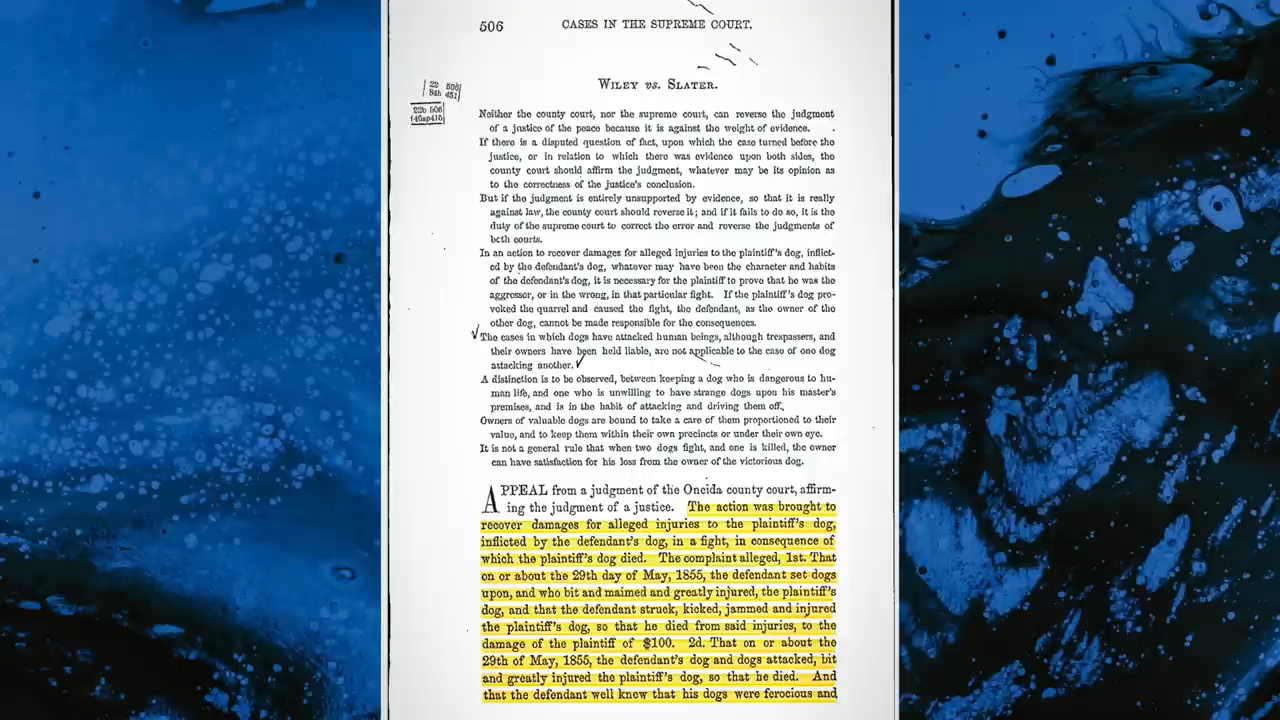 506
CASES IN THE SUPREME COURT.
WILEY vs. SLATER.
22 506
34h 451
22b 506
Neither the county court, nor the supreme court, can reverse the judgment
of a justice of the peace because it is against the weight of evidence.
If there is a disputed question of fact, upon which the case turned before the
justice, or in relation to which there was evidence upon both sides, the
county court should affirm the judgment, whatever may be its opinion as
to the correctness of the justice's conclusion.
But if the judgment is entirely unsupported by evidence, so that it is really
against law, the county court should reverse it; and if it fails to do so, it is the
duty of the supreme court to correct the error and reverse the judgments of
both courts.
In an action to recover damages for alleged injuries to the plaintiff's dog, inflict-
ed by the defendant's dog, whatever may have been the character and habits
of the defendant's dog, it is necessary for the plaintiff to prove that he was the
aggressor, or in the wrong, in that particular fight. If the plaintiff's dog pro-
voked the quarrel and caused the fight, the defendant, as the owner of the
other dog, cannot be made responsible for the consequences.
The cases in which dogs have attacked human beings, although trespassers, and
their owners have been held liable, are not applicable to the case of one dog
attacking another.
A distinction is to be observed, between keeping a dog who is dangerous to hu-
man life, and one who is unwilling to have strange dogs upon his master's
premises, and is in the habit of attacking and driving them off.
Owners of valuable dogs are bound to take a care of them proportioned to their
value, and to keep them within their own precincts or under their own eye.
It is not a general rule that when two dogs fight, and one is killed, the owner
can have satisfaction for his loss from the owner of the victorious dog.
APPEAL from a judgment of the Oneida county court, affirm-
ing the judgment of a justice. The action was brought to
recover damages for alleged injuries to the plaintiff's dog,
inflicted by the defendant's dog, in a fight, in consequence of
which the plaintiff's dog died. The complaint alleged, 1st. That
on or about the 29th day of May, 1855, the defendant set dogs
upon, and who bit and maimed and greatly injured, the plaintiff's
dog, and that the defendant struck, kicked, jammed and injured
the plaintiff's dog, so that he died from said injuries, to the
damage of the plaintiff of $100. 2d. That on or about the
29th of May, 1855, the defendant's dog and dogs attacked, bit
and greatly injured the plaintiff's dog, so that he died. And
that the defendant well knew that his dogs were ferocious and